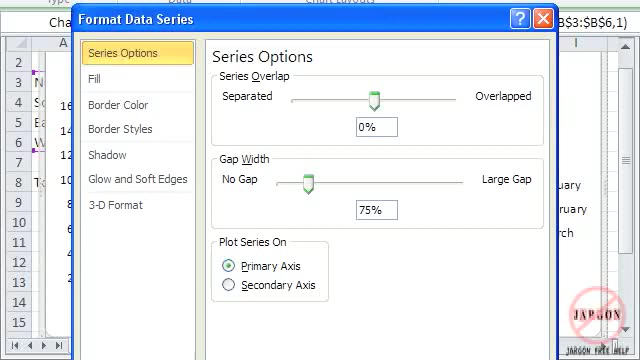 Format Data Series
Cha
B$3:$B$6,1)
A
2
3
4
5
6
7
8
9
10
11
12
13
14
15
N
So
Ea
W
To
16
14
12
10
8
6
4
2
Series Options
Fill
Border Color
Border Styles
Shadow
Glow and Soft Edges
3-D Format
Series Options
Series Overlap
Separated
Overlapped
0%
Gap Width
No Gap
Large Gap
75%
Plot Series On
Primary Axis
Secondary Axis
I
uary
ruary
rch
JARGON
JARGON FREE HELP